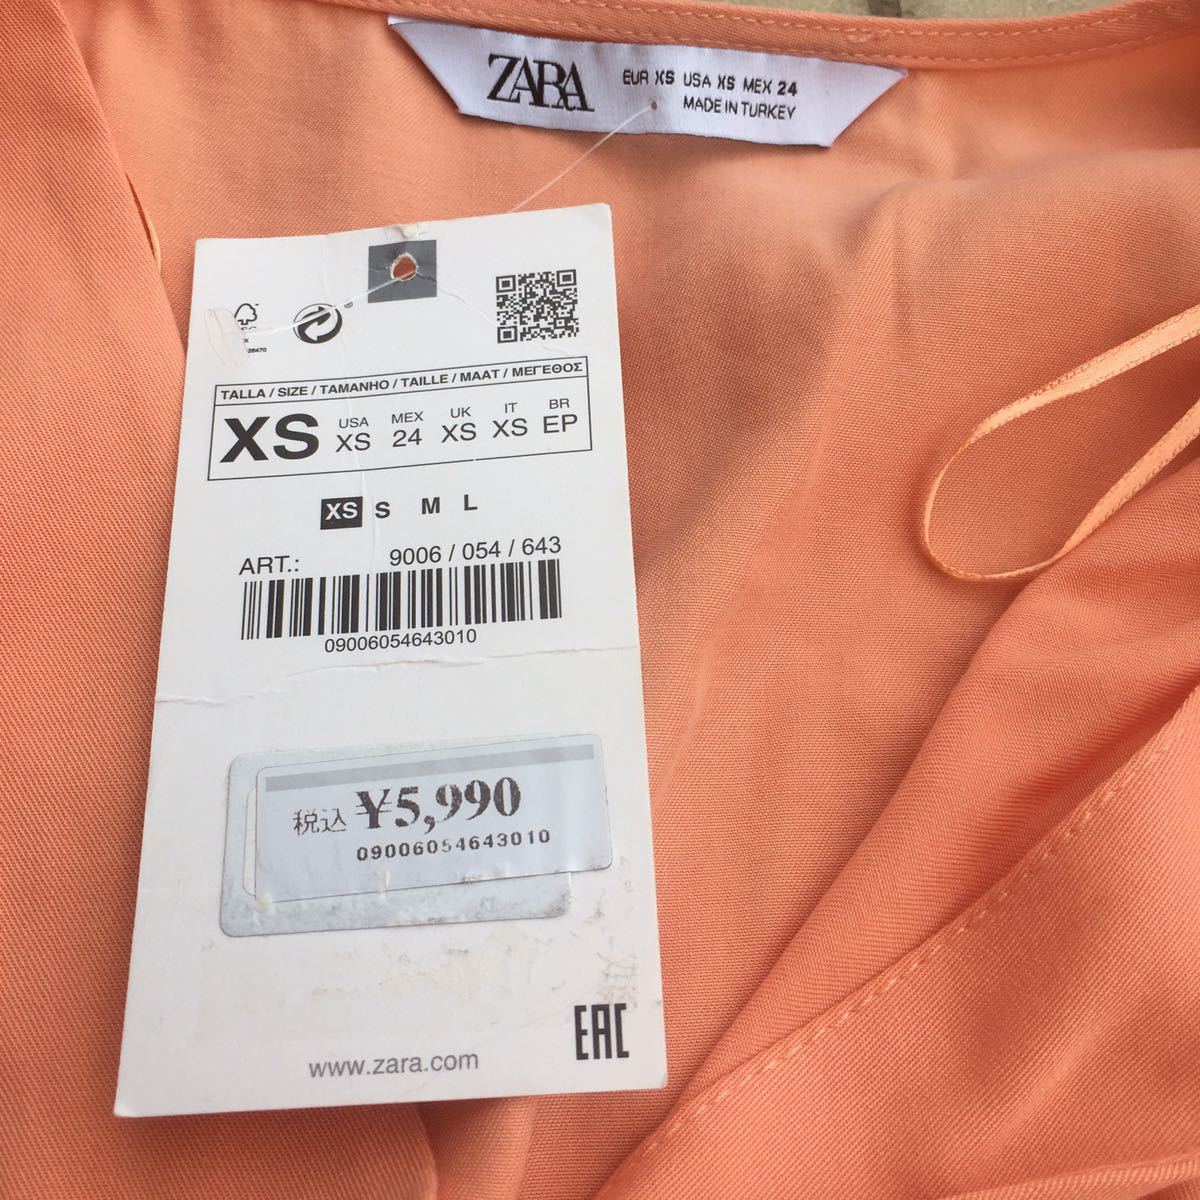 ZARA
EUR XS USA XS MEX 24
MADE IN TURKEY
TALLA / SIZE / TAMANHO / TAILLE / MAAT / ΜΕΓΕΘΟΣ
XS USA XS MEX 24 UK XS IT XS BR EP
XS S M L
ART.: 9006 / 054 / 643
09006054643010
税込 ¥5,990
09006054643010
EAC
www.zara.com